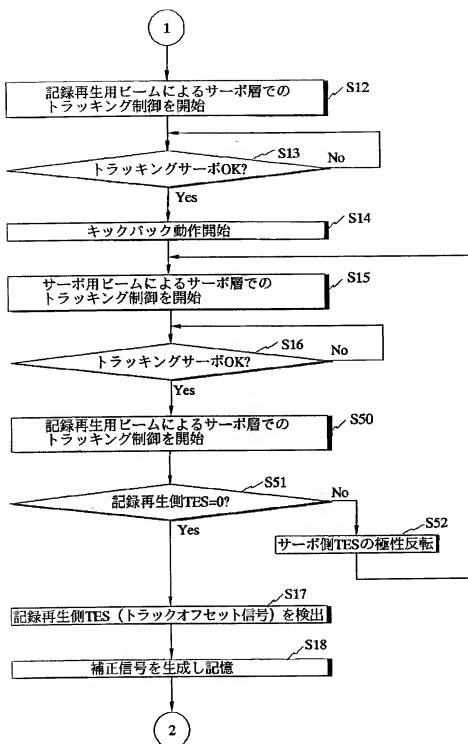 1
記録再生用ビームによるサーボ層での
トラッキング制御を開始
S12
トラッキングサーボOK?
S13
No
Yes
キックバック動作開始
S14
サーボ用ビームによるサーボ層での
トラッキング制御を開始
S15
トラッキングサーボOK?
S16
No
Yes
記録再生用ビームによるサーボ層での
トラッキング制御を開始
S50
記録再生側TES=0?
S51
No
Yes
サーボ側TESの極性反転
S52
記録再生側TES(トラックオフセット信号)を検出
S17
補正信号を生成し記憶
S18
2